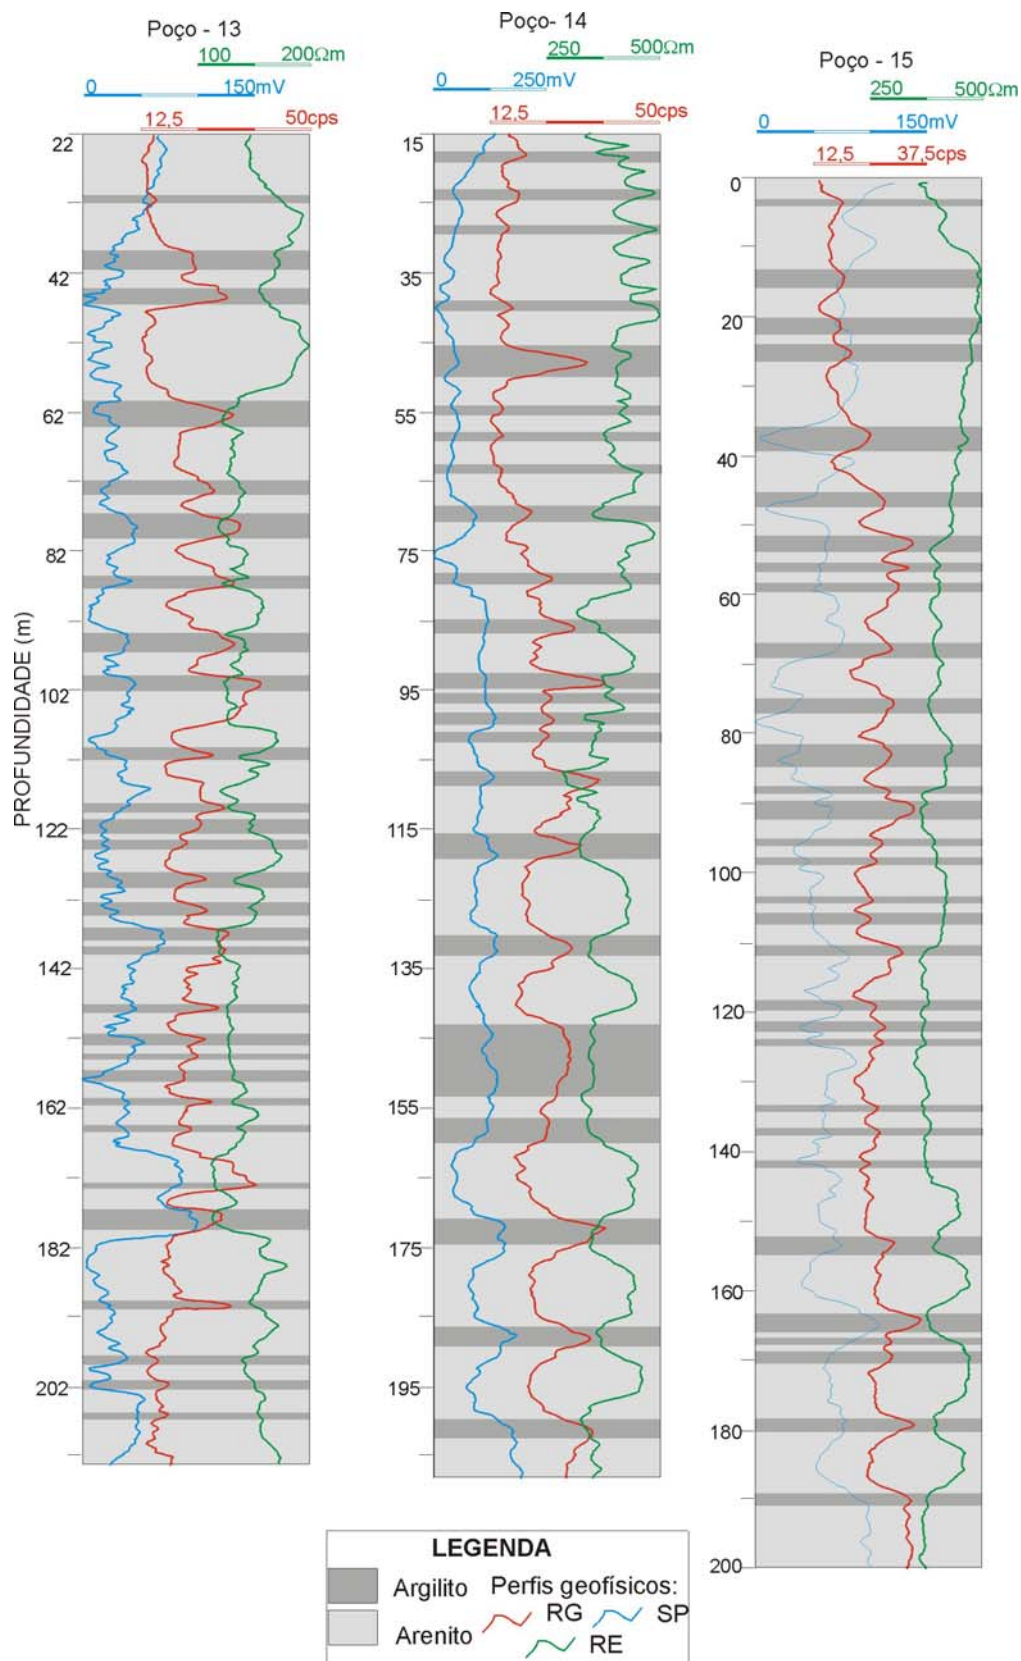 Poço - 13
100 200Ωm
0 150mV
12,5 50cps
22
42
62
82
102
122
142
162
182
202
PROFUNDIDADE (m)
Poço- 14
250 500Ωm
0 250mV
12,5 50cps
15
35
55
75
95
115
135
155
175
195
Poço - 15
250 500Ωm
0 150mV
12,5 37,5cps
0
20
40
60
80
100
120
140
160
180
200
LEGENDA
Argilito Perfis geofísicos:
RG SP
Arenito RE